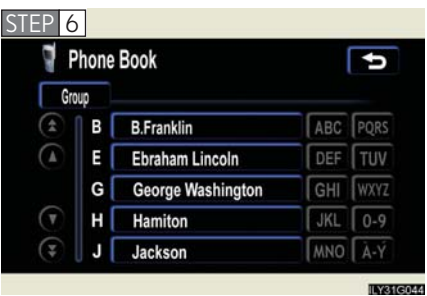 STEP 6
Phone Book
Group
B B.Franklin ABC PQRS
E Ebraham Lincoln DEF TUV
G George Washington GHI WXYZ
H Hamiton JKL 0-9
J Jackson MNO À-Ý
ILY31G044